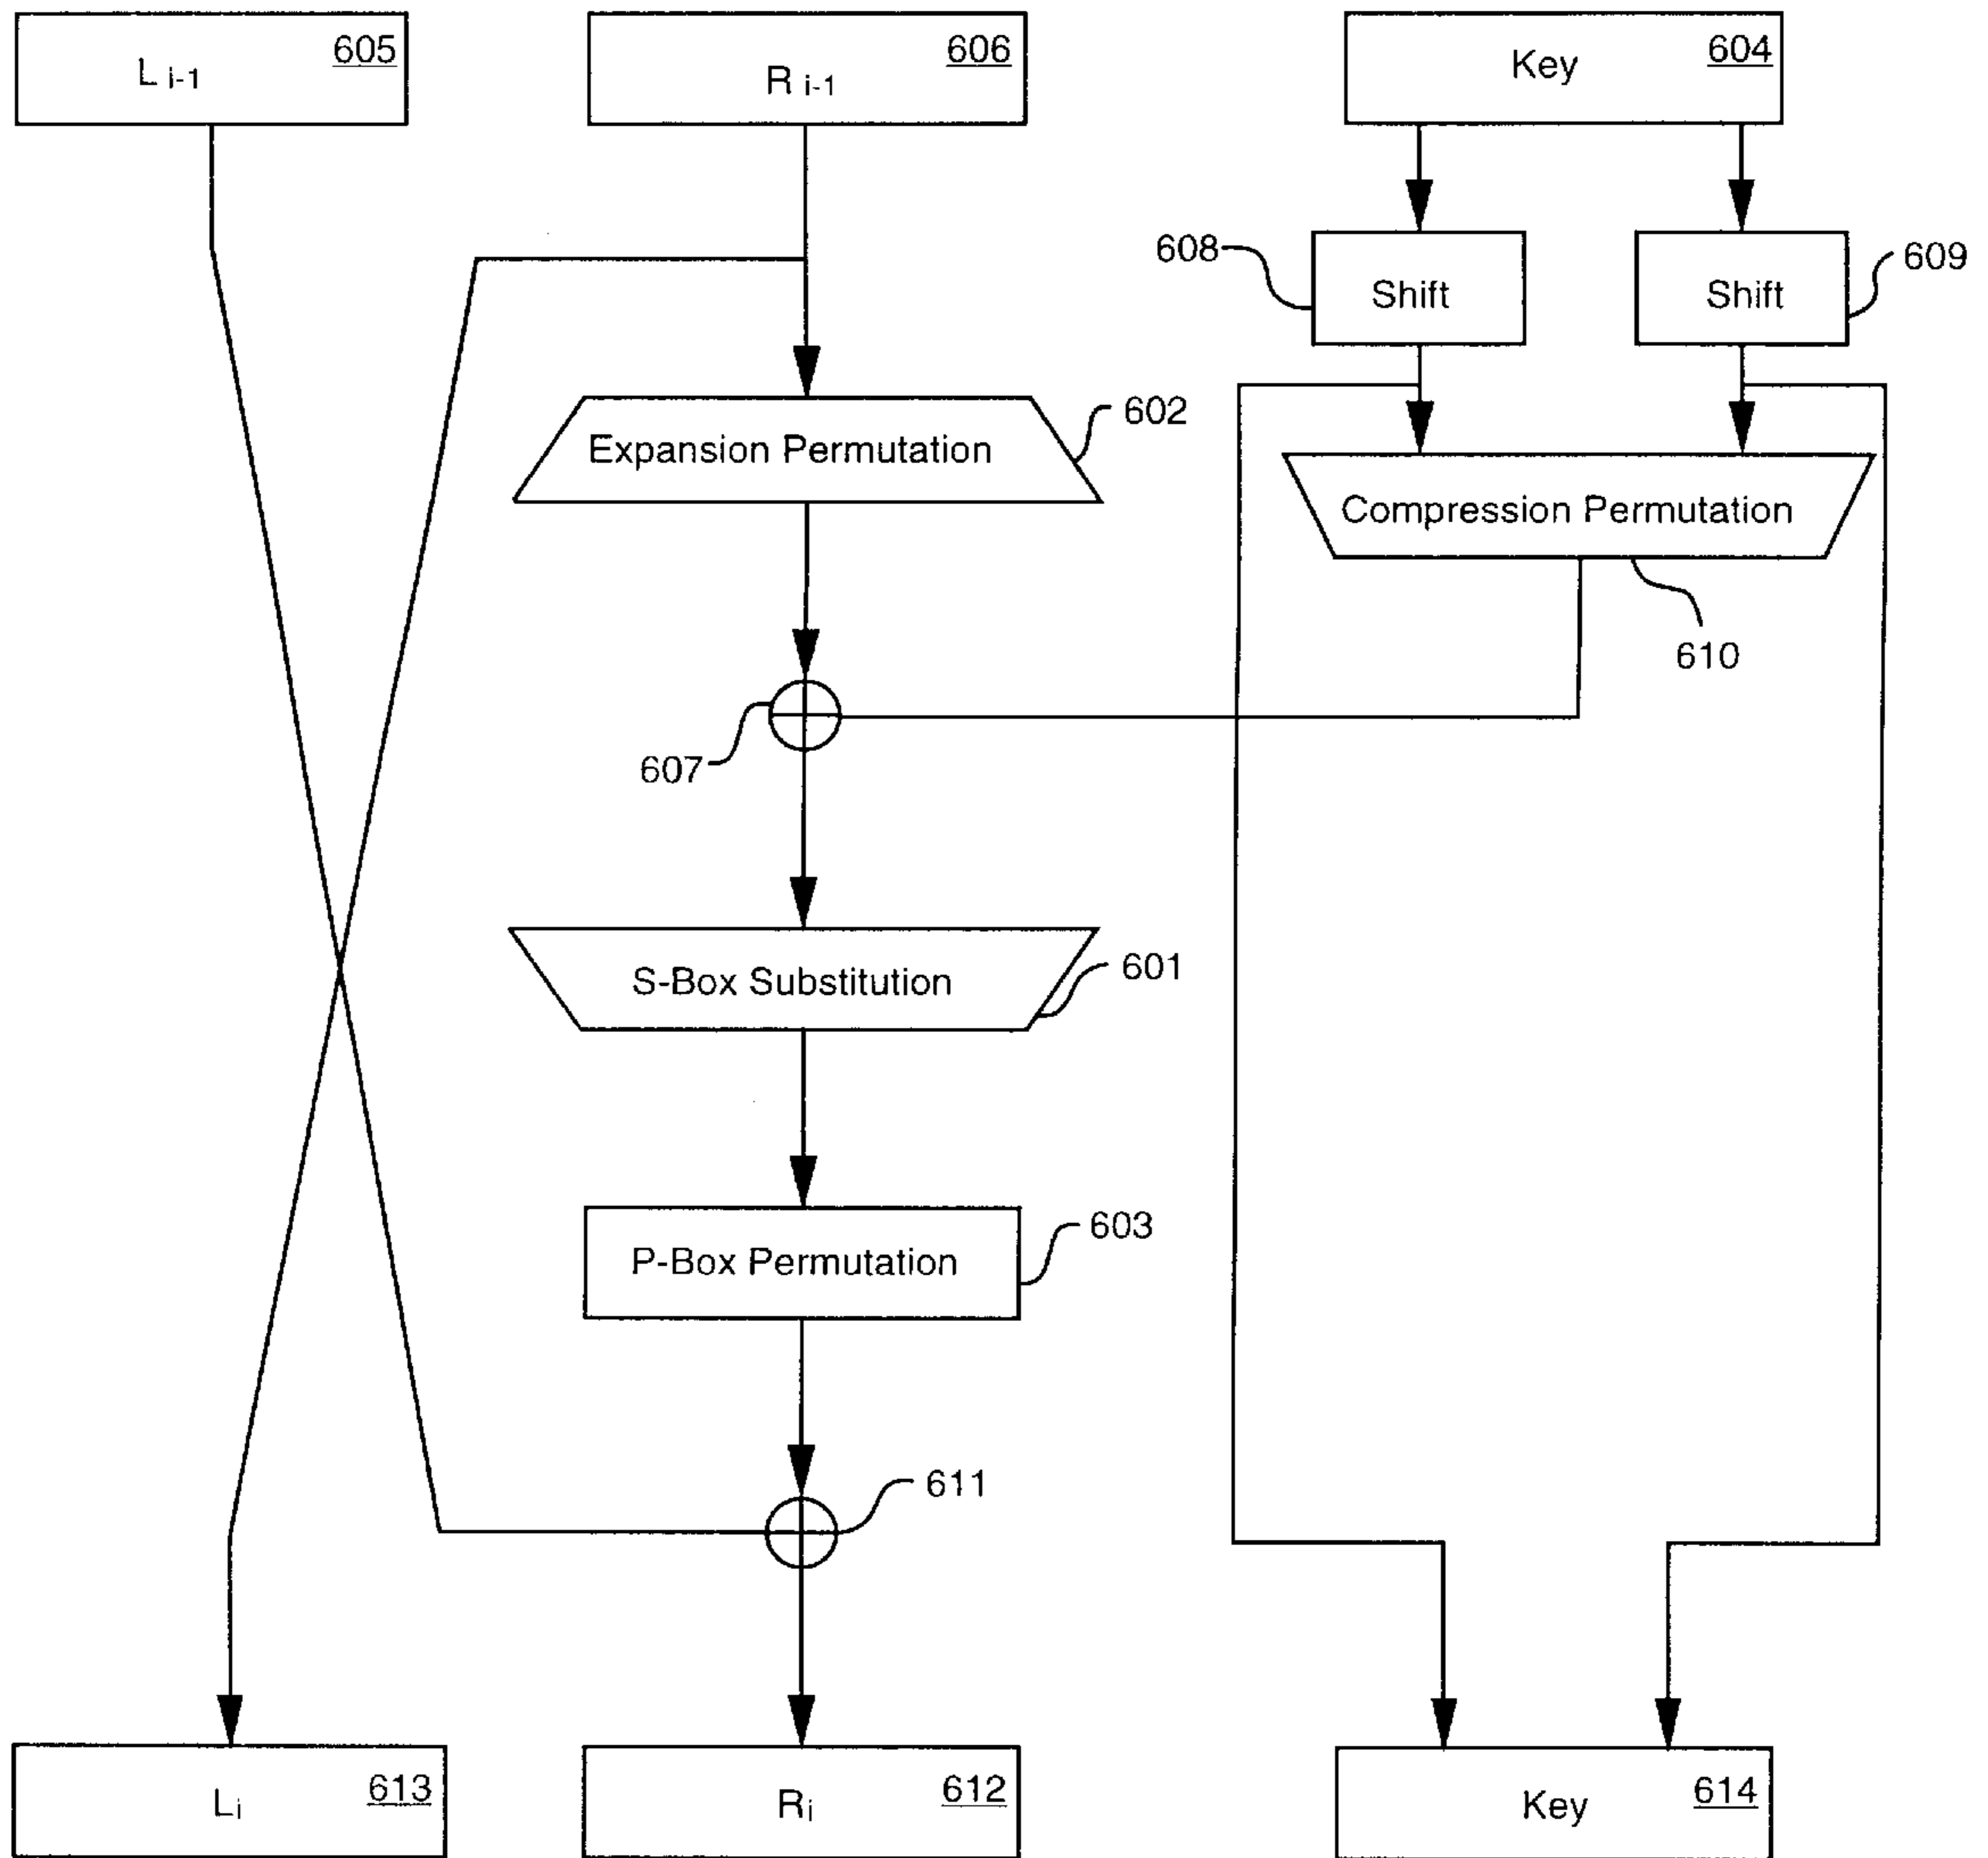 L i-1 605
R i-1 606
Key 604
608
Shift
Shift
609
Expansion Permutation
602
Compression Permutation
610
607
S-Box Substitution
601
P-Box Permutation
603
611
Li 613
Ri 612
Key 614